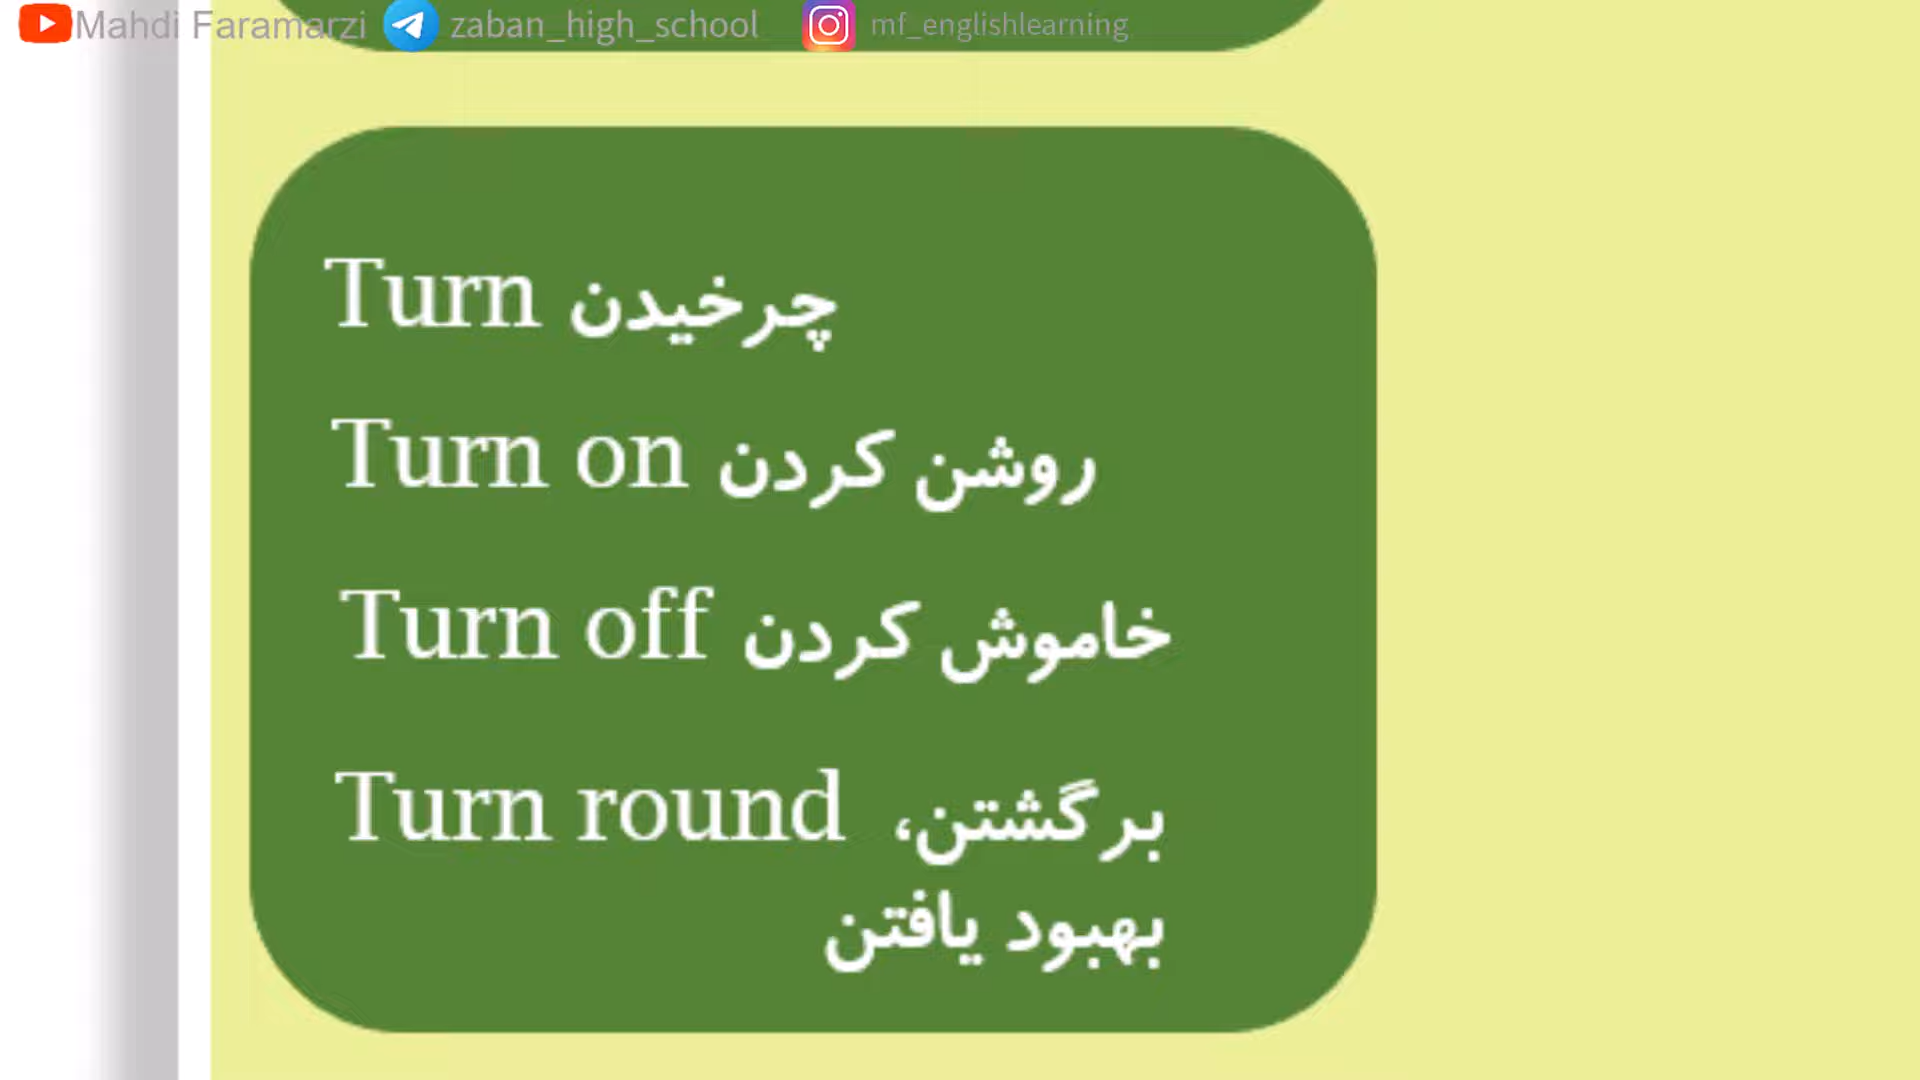 Mahdi Faramarzi zaban_high_school mf_englishlearning
Turn چرخیدن
Turn on روشن کردن
Turn off خاموش کردن
Turn round برگشتن،
بهبود یافتن